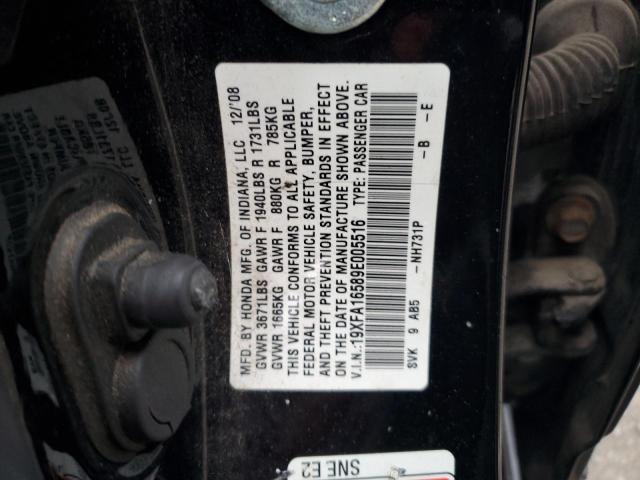 MFD. BY HONDA MFG. OF INDIANA, LLC 12/'08
GVWR 3671LBS GAWR F 1940LBS R 1731LBS
GVWR 1665KG GAWR F 880KG R 785KG
THIS VEHICLE CONFORMS TO ALL APPLICABLE
FEDERAL MOTOR VEHICLE SAFETY, BUMPER,
AND THEFT PREVENTION STANDARDS IN EFFECT
ON THE DATE OF MANUFACTURE SHOWN ABOVE.
V.I.N.:19XFA16589E005516 TYPE: PASSENGER CAR
SVK 9 AB5 -NH731P -B -E
SNE E2